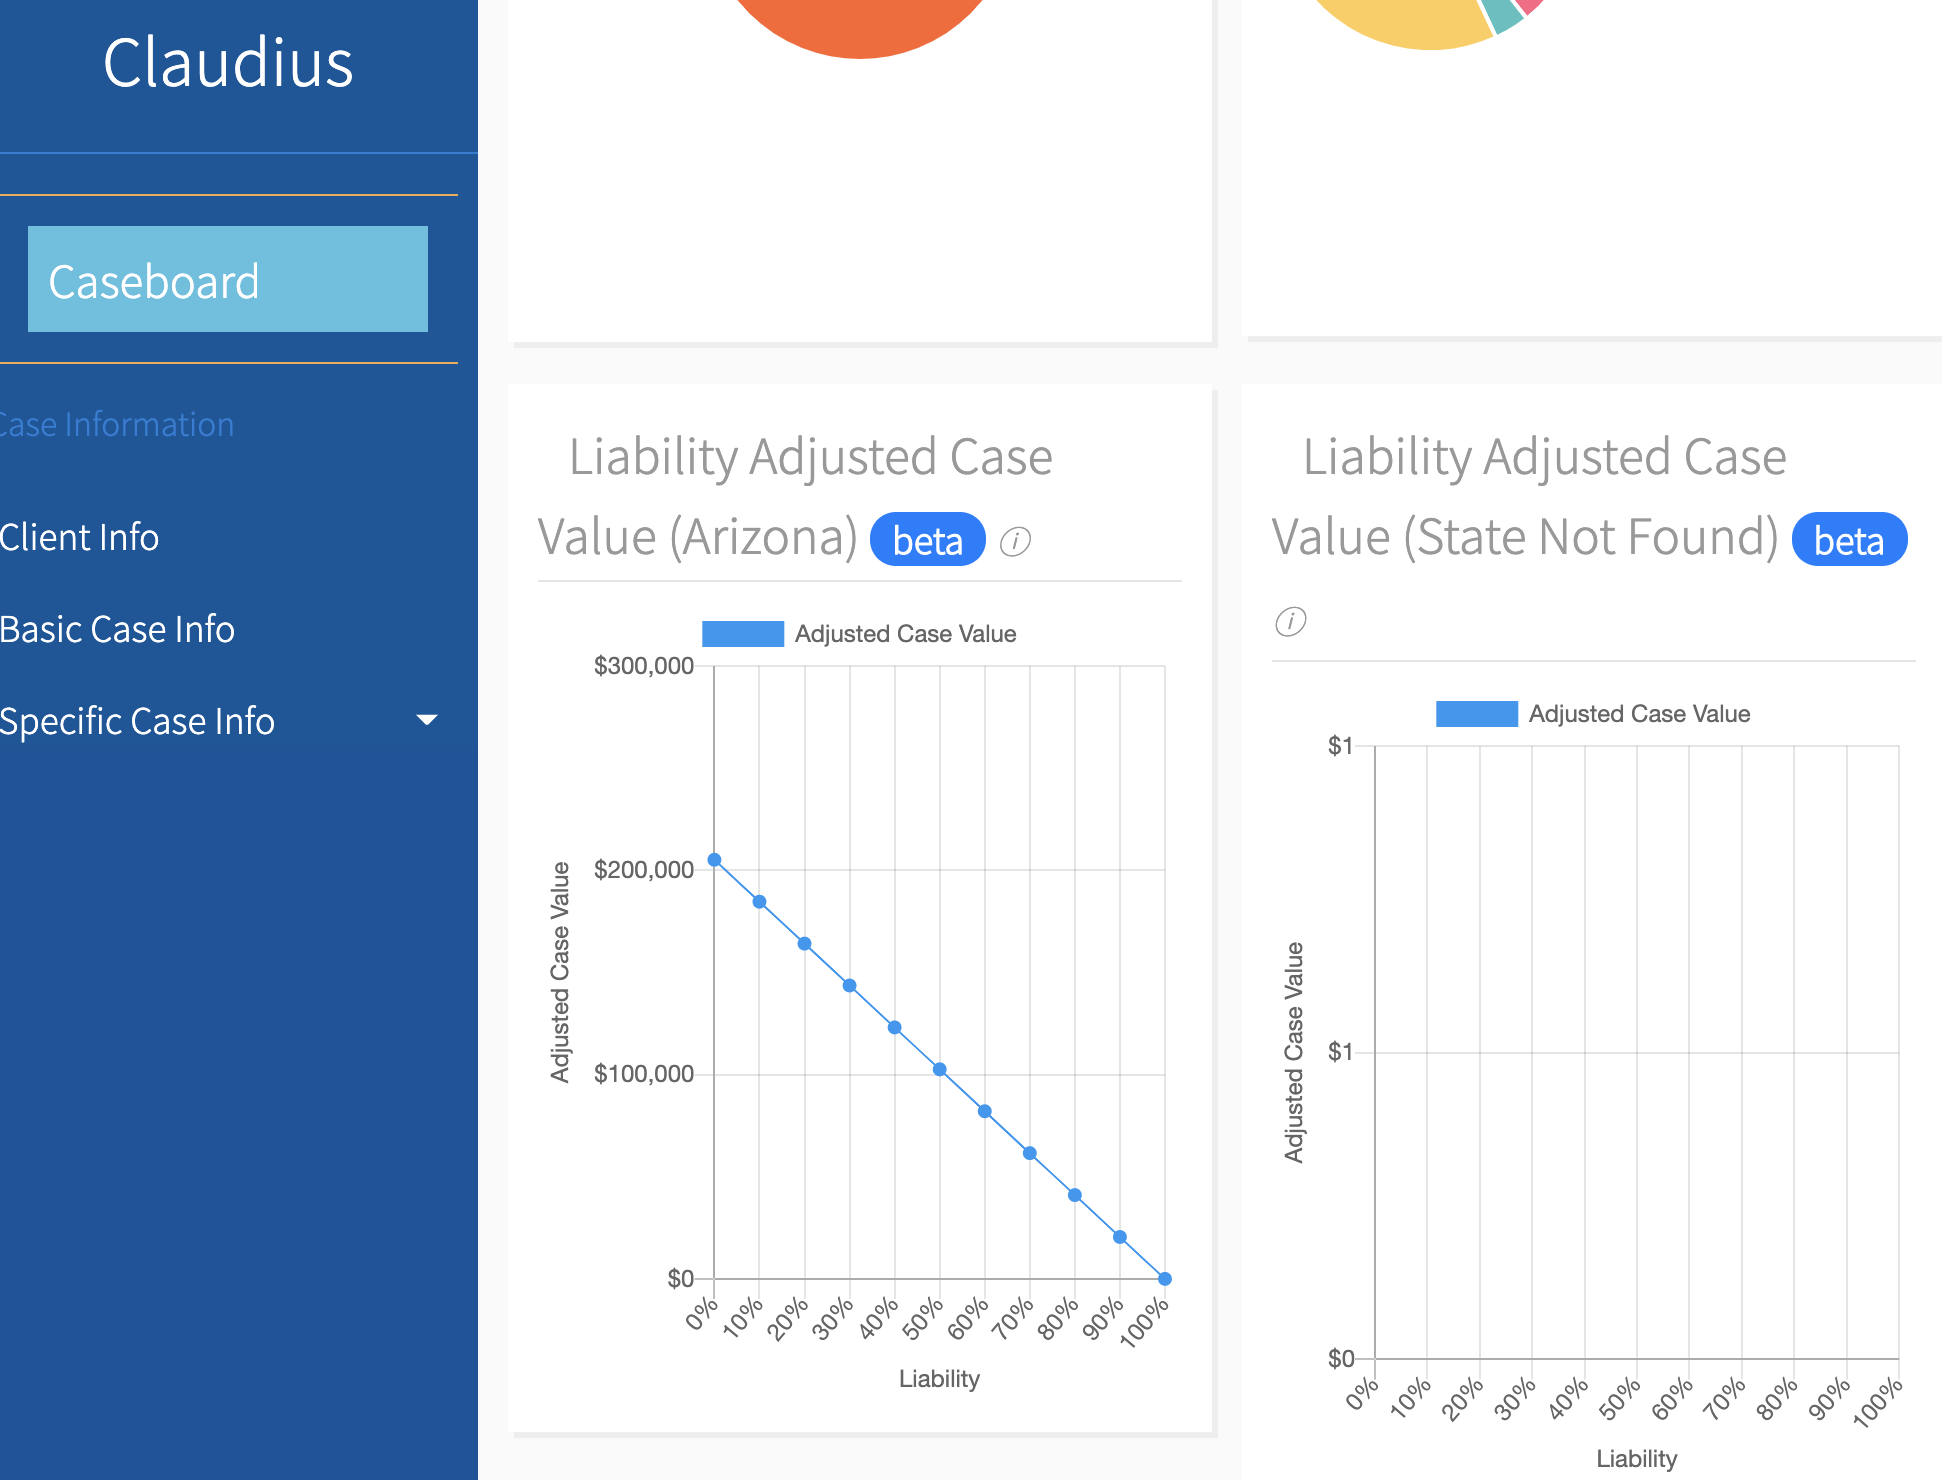 Claudius
Caseboard
Case Information
Client Info
Basic Case Info
Specific Case Info
Liability Adjusted Case
Value (Arizona) beta i
Adjusted Case Value
$300,000
$200,000
$100,000
$0
Adjusted Case Value
0% 10% 20% 30% 40% 50% 60% 70% 80% 90% 100%
Liability
Liability Adjusted Case
Value (State Not Found) beta
i
Adjusted Case Value
$1
$1
$0
Adjusted Case Value
0% 10% 20% 30% 40% 50% 60% 70% 80% 90% 100%
Liability